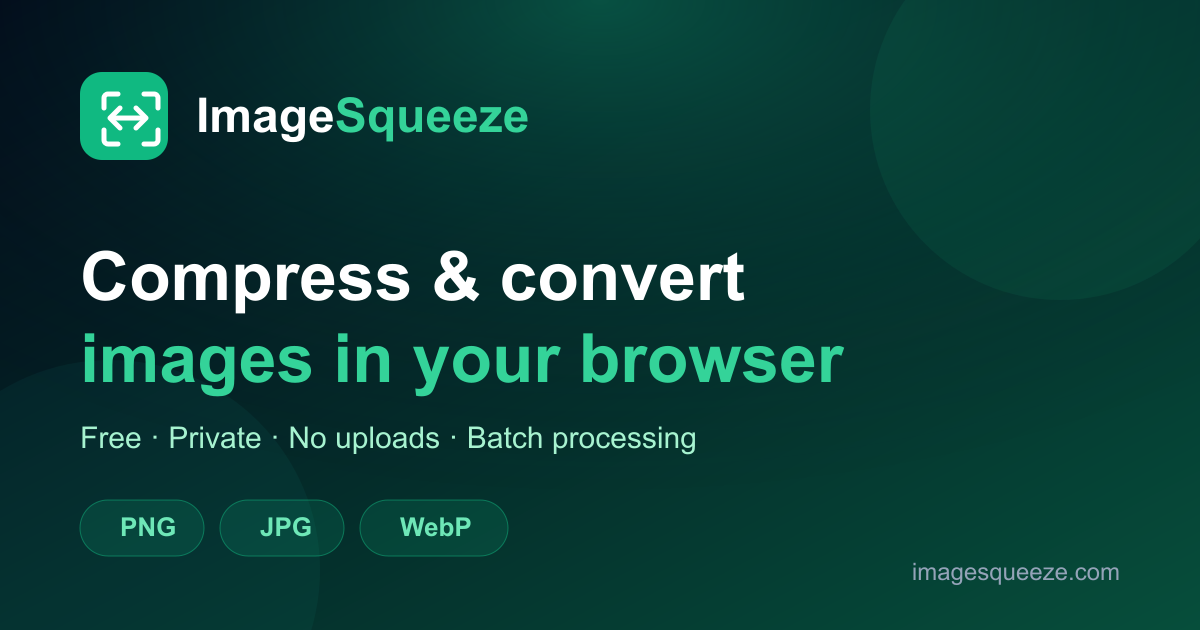 ImageSqueeze
Compress & convert
images in your browser
Free · Private · No uploads · Batch processing
PNG JPG WebP
imagesqueeze.com